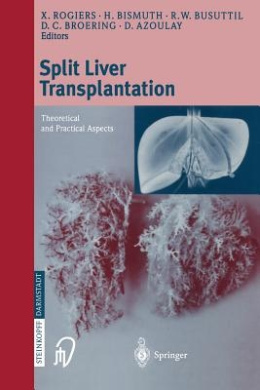 X. ROGIERS · H. BISMUTH · R.W. BUSUTTIL
D. C. BROERING · D. AZOULAY
Editors
Split Liver
Transplantation
Theoretical
and Practical Aspects
STEINKOPFF
DARMSTADT
Springer